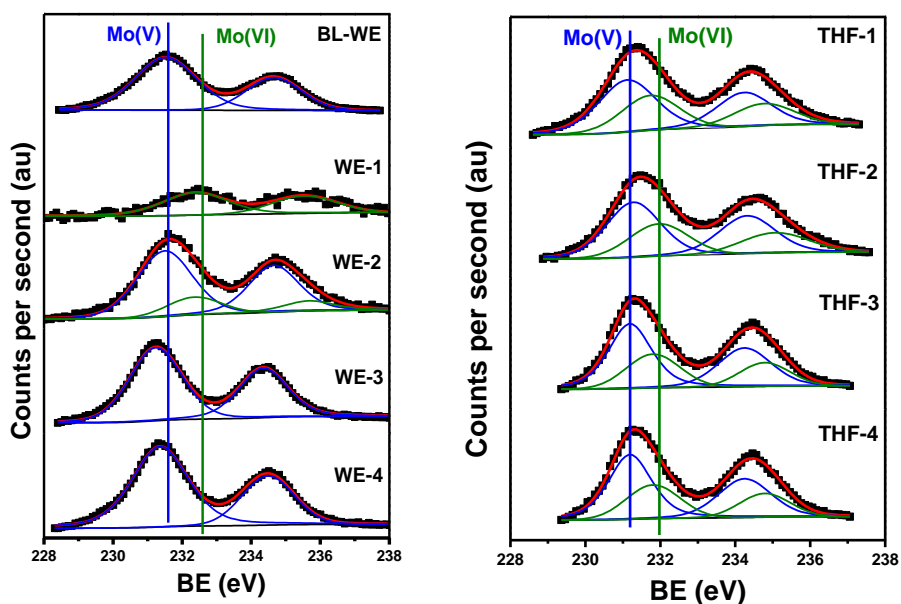 Mo(V) Mo(VI) BL-WE
WE-1
WE-2
WE-3
WE-4
Counts per second (au)
228 230 232 234 236 238
BE (eV)
Mo(V) Mo(VI) THF-1
THF-2
THF-3
THF-4
Counts per second (au)
228 230 232 234 236 238
BE (eV)